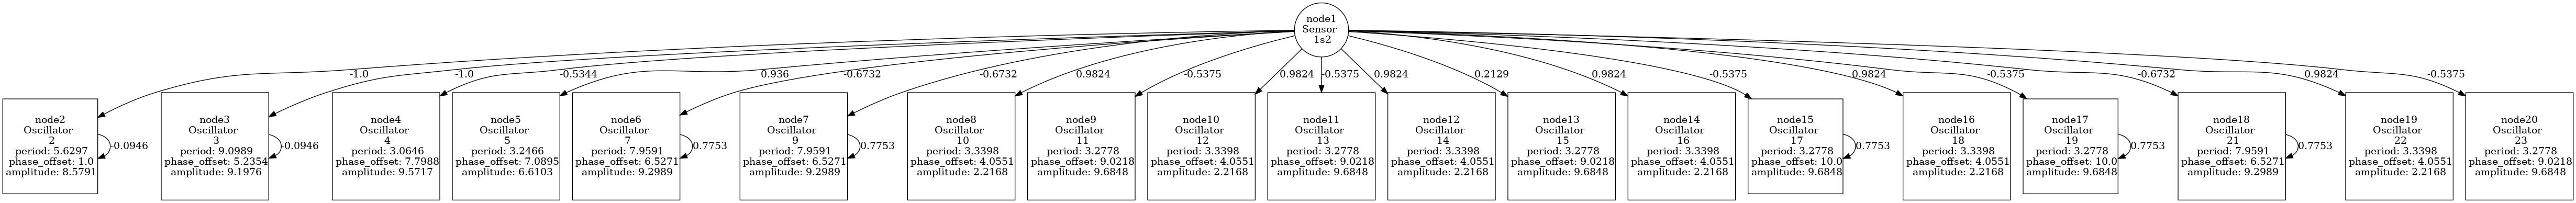 node1
Sensor
1s2
-1.0
-1.0
-0.5344
0.936
-0.6732
-0.6732
0.9824
-0.5375
0.9824
-0.5375
0.9824
0.2129
0.9824
-0.5375
0.9824
-0.5375
-0.6732
0.9824
-0.5375
node2
Oscillator
2
period: 5.6297
phase_offset: 1.0
amplitude: 8.5791
-0.0946
node3
Oscillator
3
period: 9.0989
phase_offset: 5.2354
amplitude: 9.1976
-0.0946
node4
Oscillator
4
period: 3.0646
phase_offset: 7.7988
amplitude: 9.5717
node5
Oscillator
5
period: 3.2466
phase_offset: 7.0895
amplitude: 6.6103
node6
Oscillator
7
period: 7.9591
phase_offset: 6.5271
amplitude: 9.2989
0.7753
node7
Oscillator
9
period: 7.9591
phase_offset: 6.5271
amplitude: 9.2989
0.7753
node8
Oscillator
10
period: 3.3398
phase_offset: 4.0551
amplitude: 2.2168
node9
Oscillator
11
period: 3.2778
phase_offset: 9.0218
amplitude: 9.6848
node10
Oscillator
12
period: 3.3398
phase_offset: 4.0551
amplitude: 2.2168
node11
Oscillator
13
period: 3.2778
phase_offset: 9.0218
amplitude: 9.6848
node12
Oscillator
14
period: 3.3398
phase_offset: 4.0551
amplitude: 2.2168
node13
Oscillator
15
period: 3.2778
phase_offset: 9.0218
amplitude: 9.6848
node14
Oscillator
16
period: 3.3398
phase_offset: 4.0551
amplitude: 2.2168
node15
Oscillator
17
period: 3.2778
phase_offset: 10.0
amplitude: 9.6848
0.7753
node16
Oscillator
18
period: 3.3398
phase_offset: 4.0551
amplitude: 2.2168
node17
Oscillator
19
period: 3.2778
phase_offset: 10.0
amplitude: 9.6848
0.7753
node18
Oscillator
21
period: 7.9591
phase_offset: 6.5271
amplitude: 9.2989
0.7753
node19
Oscillator
22
period: 3.3398
phase_offset: 4.0551
amplitude: 2.2168
node20
Oscillator
23
period: 3.2778
phase_offset: 9.0218
amplitude: 9.6848